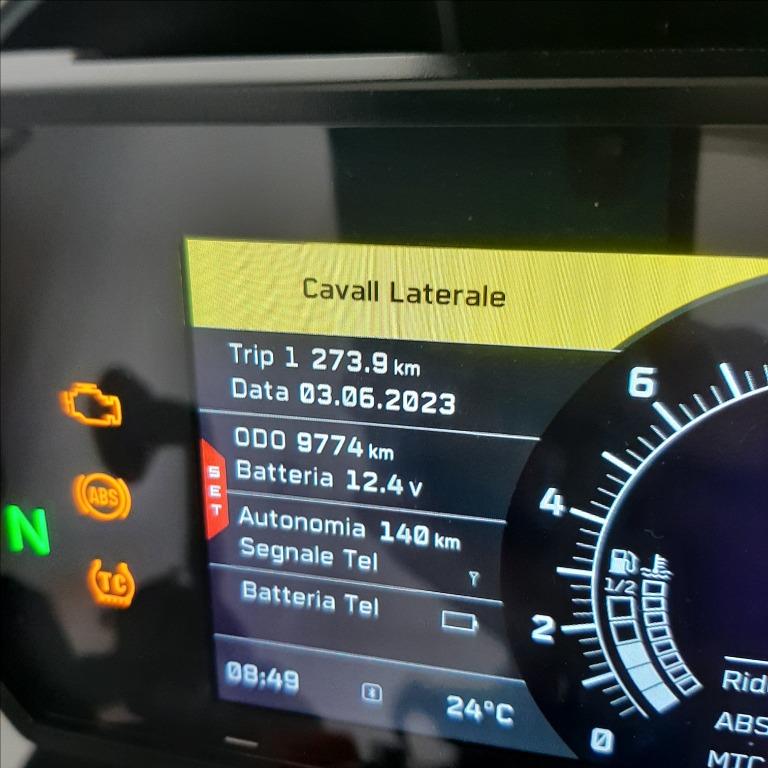 Cavall Laterale
Trip 1 273.9 km
Data 03.06.2023
ODO 9774 km
Batteria 12.4 V
SET
Autonomia 140 km
Segnale Tel
Batteria Tel
08:49
24°C
N
ABS
TC
6
4
2
0
1/2
Rid
ABS
MTC